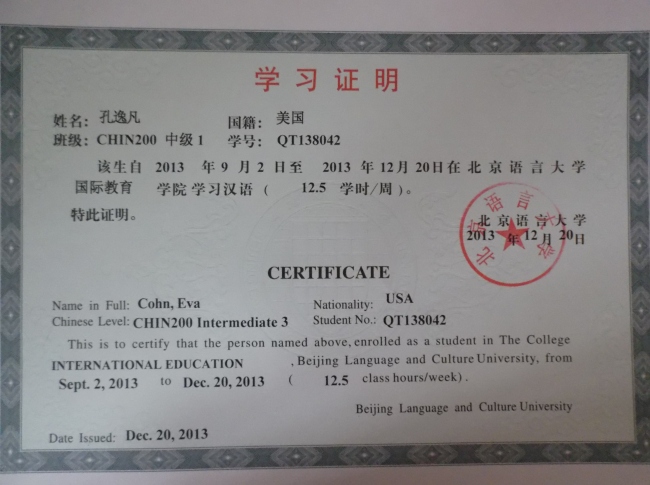 学习证明
姓名: 孔逸凡 国籍: 美国
班级: CHIN200 中级 1 学号: QT138042
该生自 2013 年 9 月 2 日至 2013 年 12 月 20 日在北京语言大学
国际教育 学院学习汉语( 12.5 学时/周)。
特此证明。
北京语言大学
2013 年 12 月 20 日
北京语言大学
CERTIFICATE
Name in Full: Cohn, Eva Nationality: USA
Chinese Level: CHIN200 Intermediate 3 Student No.: QT138042
This is to certify that the person named above, enrolled as a student in The College
INTERNATIONAL EDUCATION , Beijing Language and Culture University, from
Sept. 2, 2013 to Dec. 20, 2013 ( 12.5 class hours/week).
Beijing Language and Culture University
Date Issued: Dec. 20, 2013